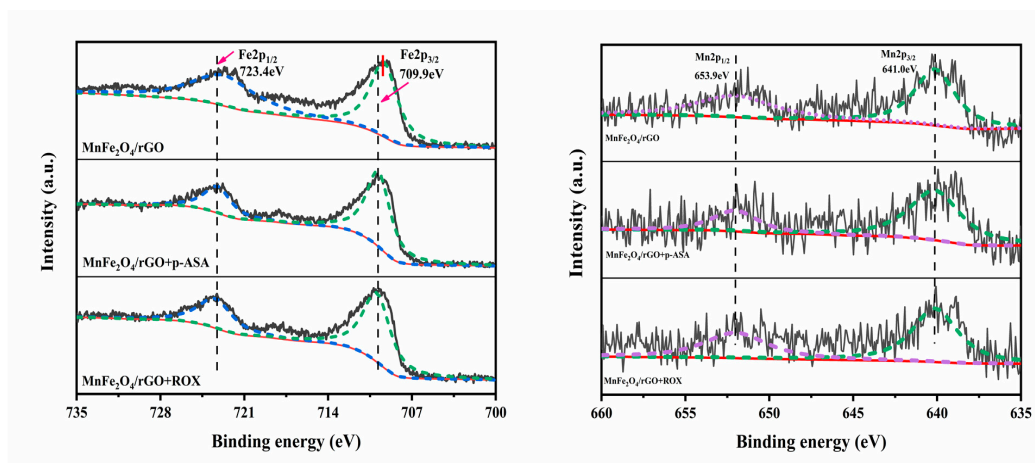 Fe2p₁/₂
723.4eV
Fe2p₃/₂
709.9eV
MnFe₂O₄/rGO
MnFe₂O₄/rGO+p-ASA
MnFe₂O₄/rGO+ROX
Intensity (a.u.)
735 728 721 714 707 700
Binding energy (eV)
Mn2p₁/₂
653.9eV
Mn2p₃/₂
641.0eV
MnFe₂O₄/rGO
MnFe₂O₄/rGO+p-ASA
MnFe₂O₄/rGO+ROX
Intensity (a.u.)
660 655 650 645 640 635
Binding energy (eV)